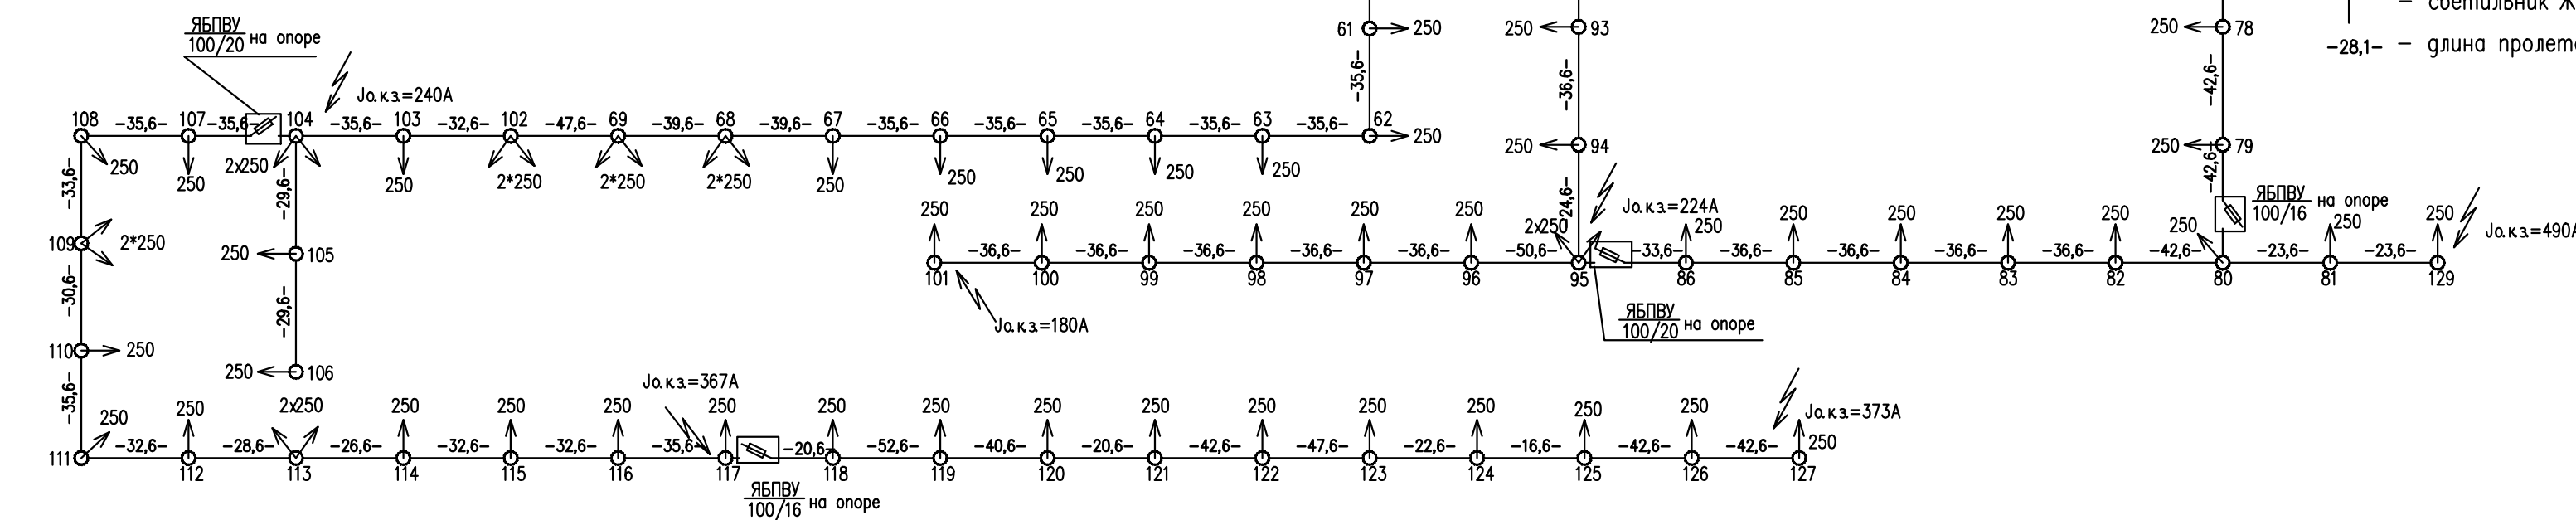 ЯБПВУ
100/20 на опоре
Jо.к.з.=240А
108 -35,6- 107 -35,6- 104 -35,6- 103 -32,6- 102 -47,6- 69 -39,6- 68 -39,6- 67 -35,6- 66 -35,6- 65 -35,6- 64 -35,6- 63 -35,6- 62 250
61 250
-35,6-
250 250 2х250 250 2*250 2*250 2*250 250 250 250 250 250
-33,6-
109 2*250
-30,6-
110 250
-35,6-
111 250
-29,6-
250 105
-29,6-
250 106
250 93
-36,6-
250 94
-24,6-
2х250
Jо.к.з.=224А
250 78
-42,6-
250 79
-42,6-
ЯБПВУ
100/16 на опоре
250 250 250 250 250 250 250 250 250 250 250 250 250 250
Jо.к.з.=490А
-36,6- -36,6- -36,6- -36,6- -36,6- -50,6- -33,6- -36,6- -36,6- -36,6- -36,6- -42,6- -23,6- -23,6-
101 100 99 98 97 96 95 86 85 84 83 82 80 81 129
Jо.к.з.=180А
ЯБПВУ
100/20 на опоре
Jо.к.з.=367А
Jо.к.з.=373А
250 2х250 250 250 250 250 250 250 250 250 250 250 250 250 250 250
-32,6- -28,6- -26,6- -32,6- -32,6- -35,6- -20,6- -52,6- -40,6- -20,6- -42,6- -47,6- -22,6- -16,6- -42,6- -42,6-
112 113 114 115 116 117 118 119 120 121 122 123 124 125 126 127
ЯБПВУ
100/16 на опоре
-28,1- – длина